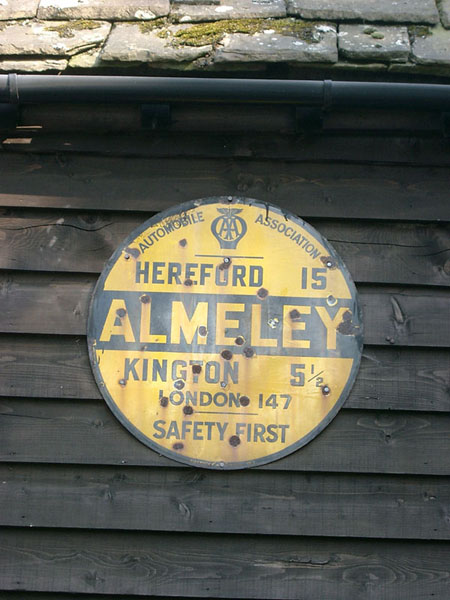 AUTOMOBILE AA ASSOCIATION
HEREFORD 15
ALMELEY
KINGTON 5½
LONDON 147
SAFETY FIRST